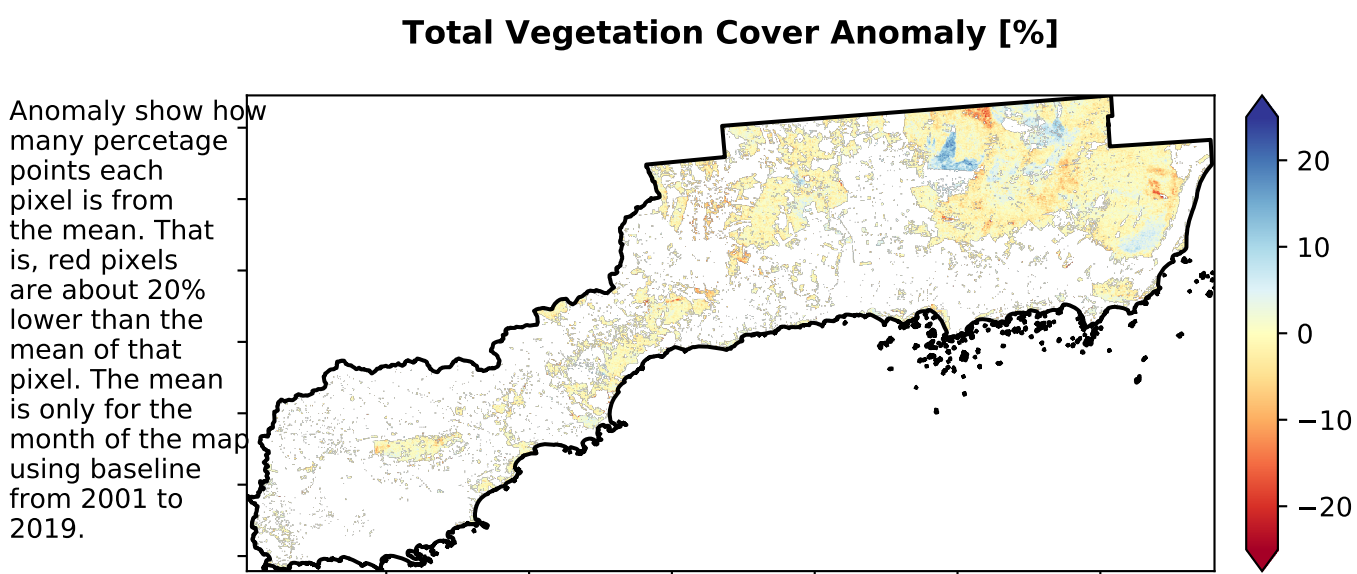 Total Vegetation Cover Anomaly [%]
Anomaly show how
many percetage
points each
pixel is from
the mean. That
is, red pixels
are about 20%
lower than the
mean of that
pixel. The mean
is only for the
month of the map
using baseline
from 2001 to
2019.
20
10
0
−10
−20